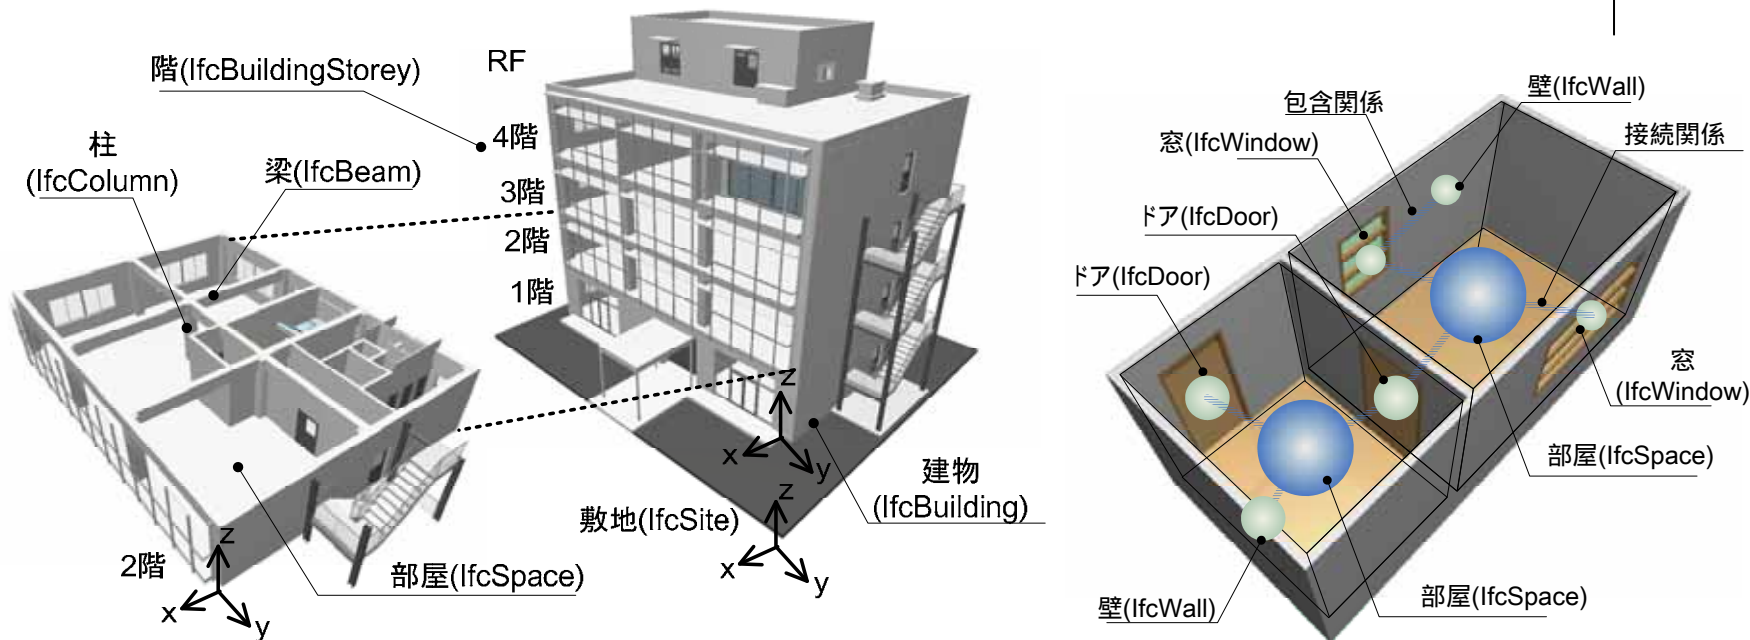 階(IfcBuildingStorey)
RF
柱
(IfcColumn)
梁(IfcBeam)
4階
3階
2階
1階
z
x
y
建物
(IfcBuilding)
敷地(IfcSite)
z
x
y
2階
z
x
y
部屋(IfcSpace)
壁(IfcWall)
包含関係
窓(IfcWindow)
接続関係
ドア(IfcDoor)
ドア(IfcDoor)
窓
(IfcWindow)
部屋(IfcSpace)
部屋(IfcSpace)
壁(IfcWall)